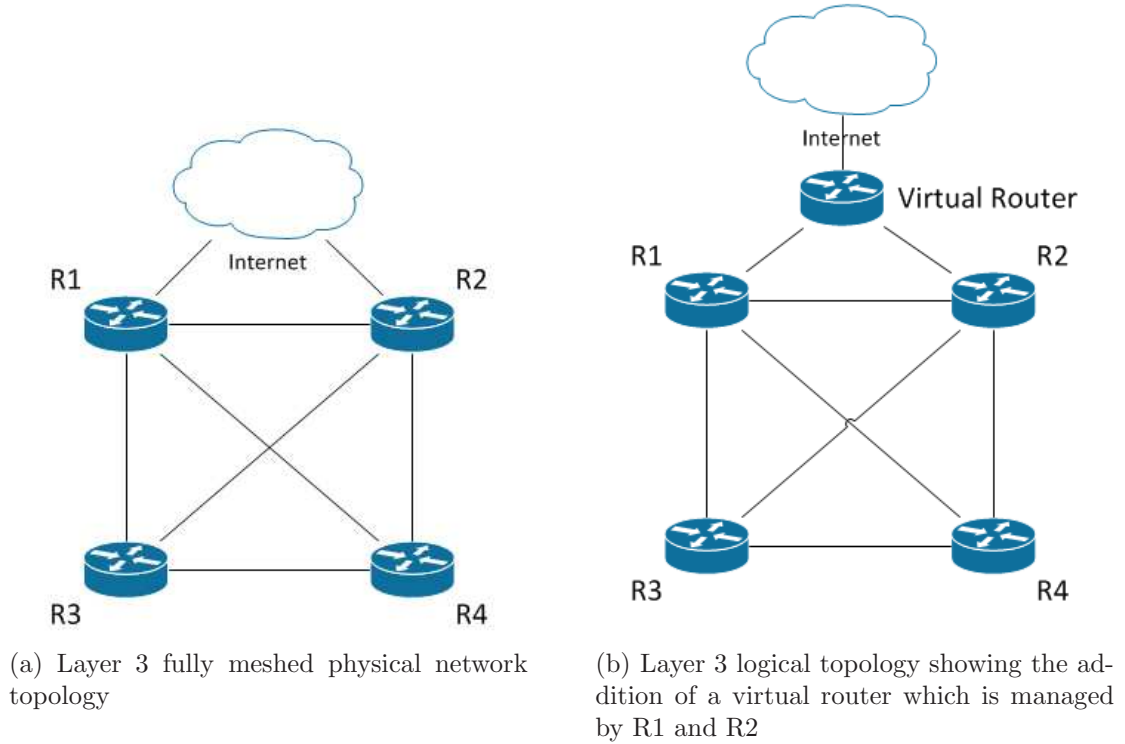 Internet
R1
R2
R3
R4
(a) Layer 3 fully meshed physical network
topology
Internet
Virtual Router
R1
R2
R3
R4
(b) Layer 3 logical topology showing the ad-
dition of a virtual router which is managed
by R1 and R2